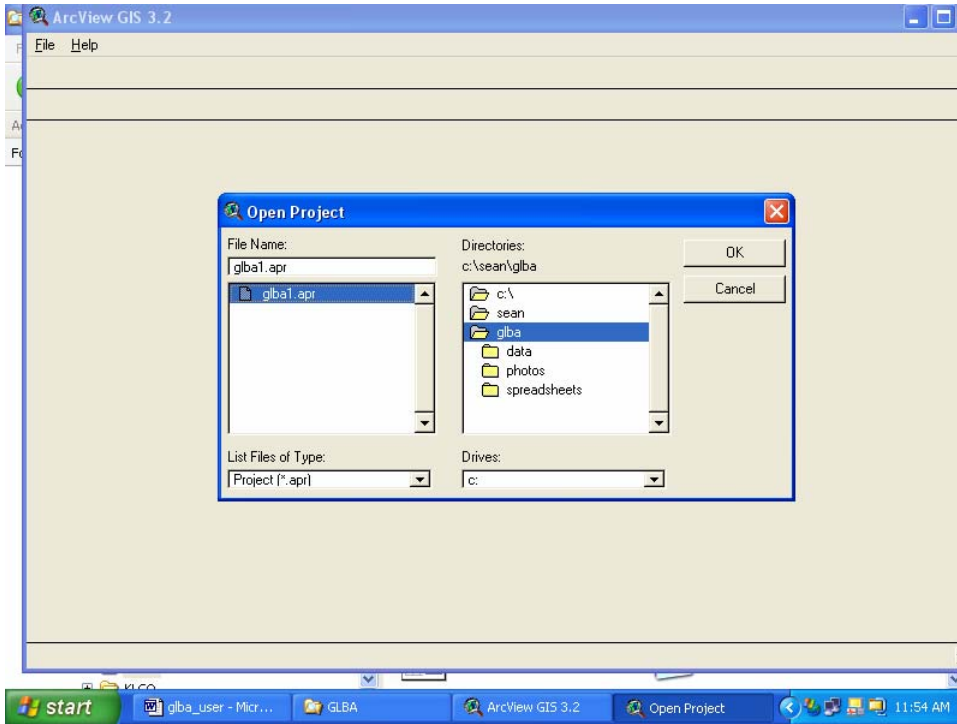 ArcView GIS 3.2
File Help
Open Project
File Name:
glba1.apr
glba1.apr
List Files of Type:
Project (*.apr)
Directories:
c:\sean\glba
c:\
sean
glba
data
photos
spreadsheets
Drives:
c:
OK
Cancel
start
glba_user - Micr...
GLBA
ArcView GIS 3.2
Open Project
11:54 AM